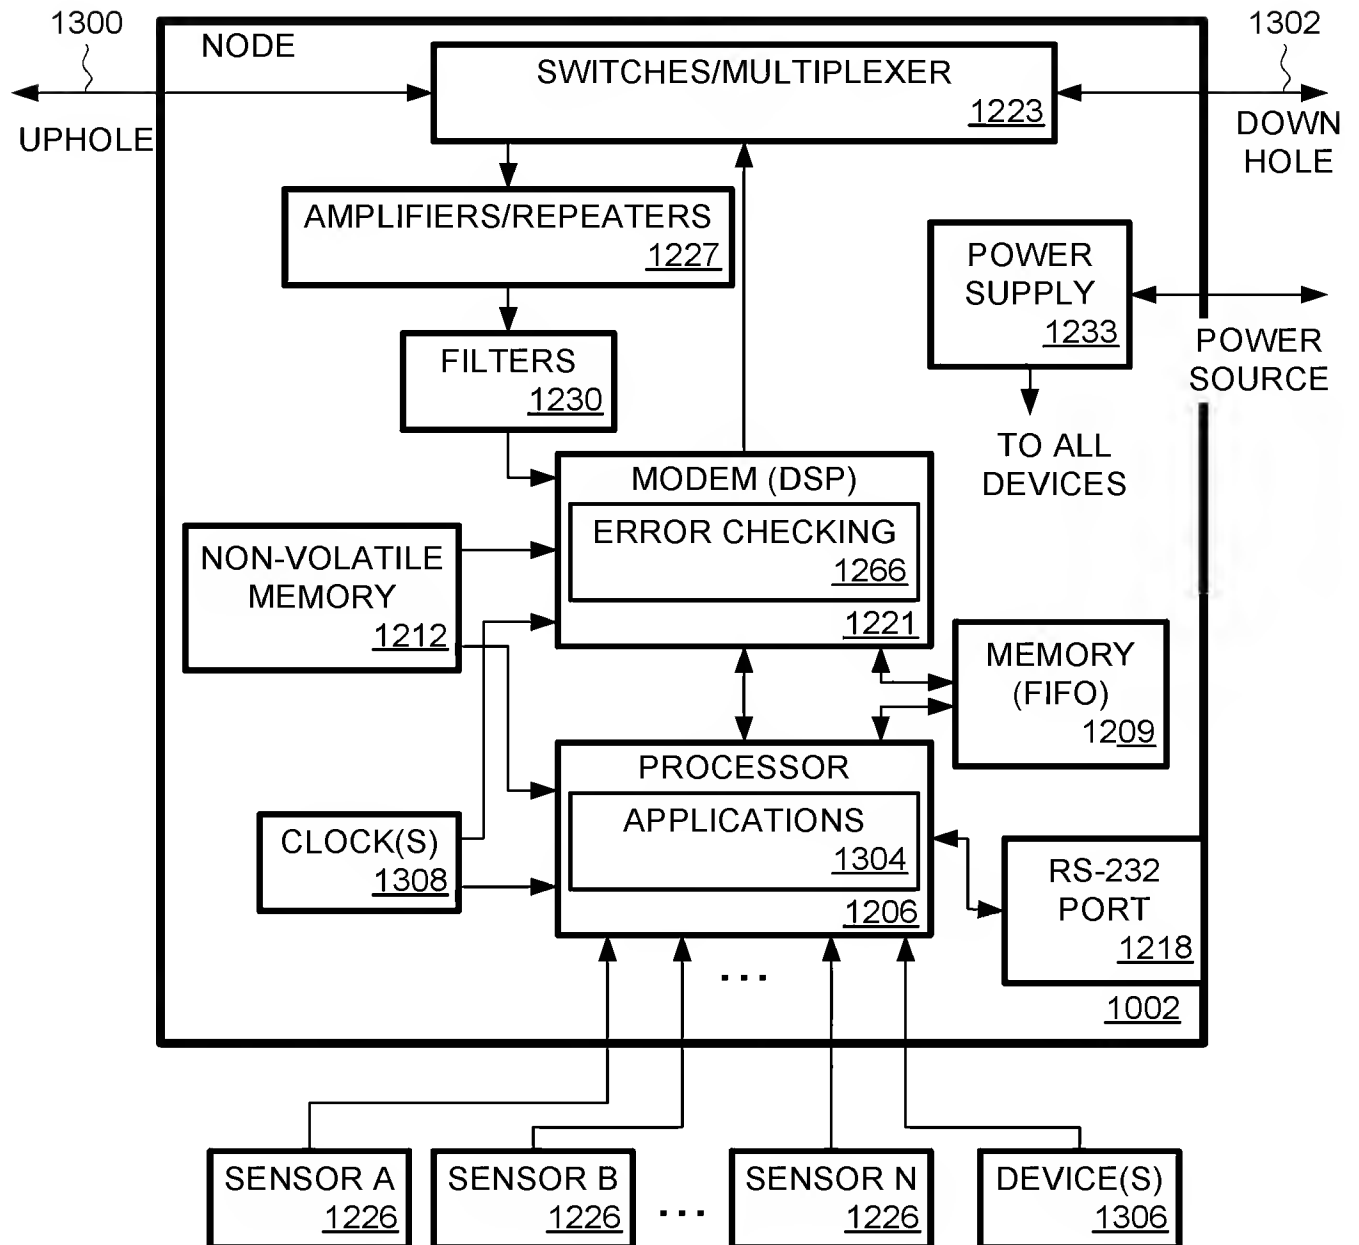 1300
1302
NODE
SWITCHES/MULTIPLEXER
1223
UPHOLE
DOWN
HOLE
AMPLIFIERS/REPEATERS
1227
POWER
SUPPLY
1233
POWER
SOURCE
FILTERS
1230
TO ALL
DEVICES
MODEM (DSP)
ERROR CHECKING
1266
1221
NON-VOLATILE
MEMORY
1212
MEMORY
(FIFO)
1209
PROCESSOR
APPLICATIONS
1304
1206
CLOCK(S)
1308
RS-232
PORT
1218
...
1002
SENSOR A
1226
SENSOR B
1226
...
SENSOR N
1226
DEVICE(S)
1306